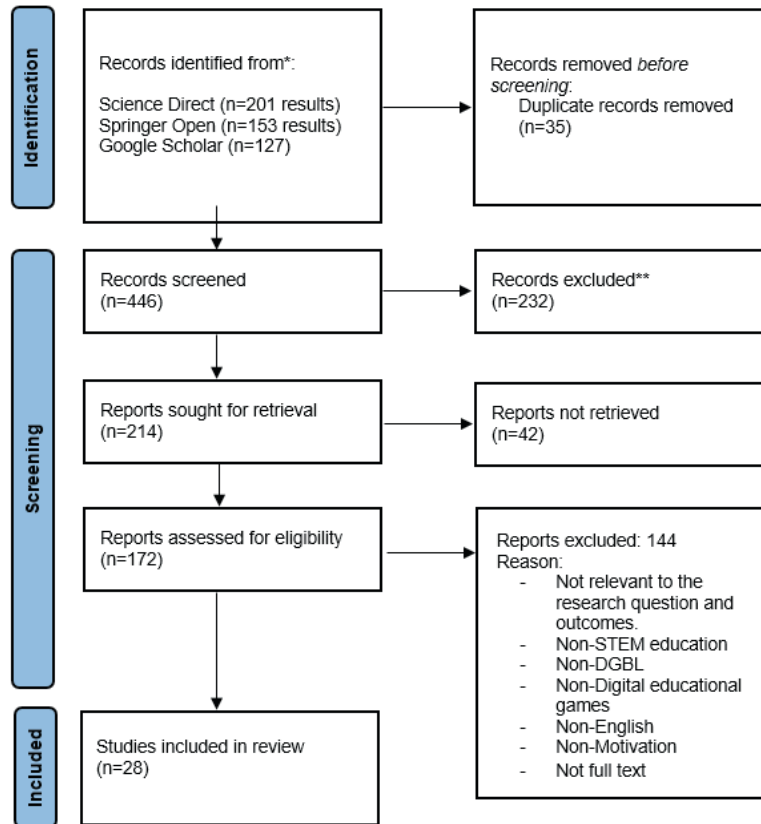 Identification
Records identified from*:
Science Direct (n=201 results)
Springer Open (n=153 results)
Google Scholar (n=127)
Records removed before
screening:
Duplicate records removed
(n=35)
Screening
Records screened
(n=446)
Records excluded**
(n=232)
Reports sought for retrieval
(n=214)
Reports not retrieved
(n=42)
Reports assessed for eligibility
(n=172)
Reports excluded: 144
Reason:
- Not relevant to the
research question and
outcomes.
- Non-STEM education
- Non-DGBL
- Non-Digital educational
games
- Non-English
- Non-Motivation
- Not full text
Included
Studies included in review
(n=28)